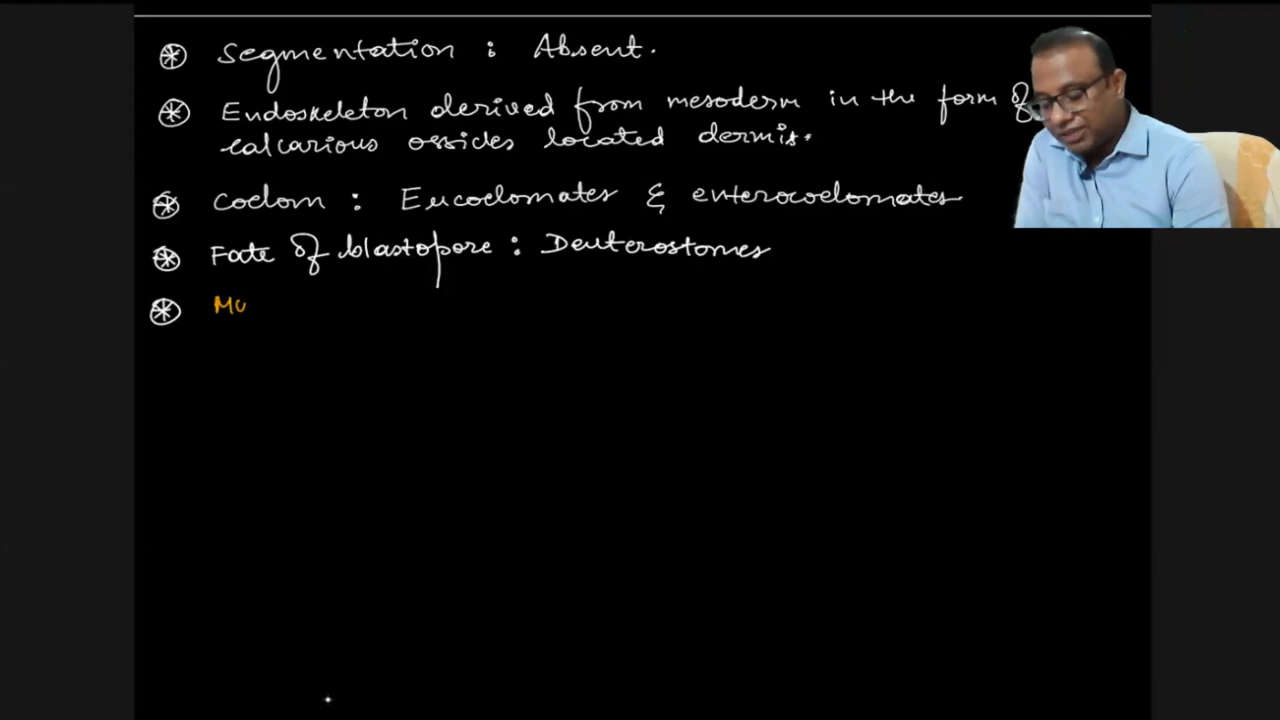 Segmentation : Absent.
Endoskeleton derived from mesoderm in the form of
calcarious ossicles located dermis.
Coelom : Eucoelomates & enterocoelomates
Fate of blastopore : Deuterostomes
MU